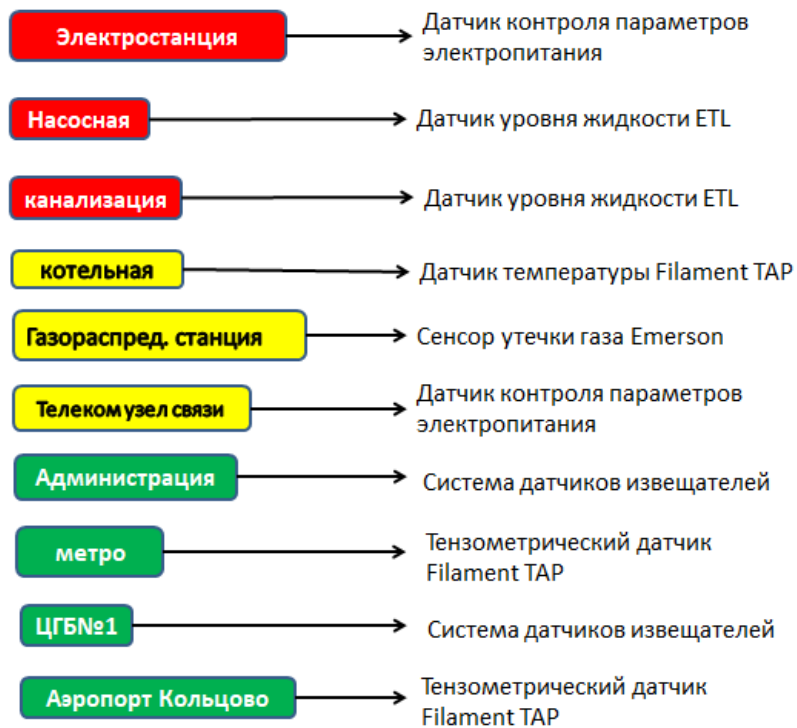 Электростанция
Датчик контроля параметров
электропитания
Насосная
Датчик уровня жидкости ETL
канализация
Датчик уровня жидкости ETL
котельная
Датчик температуры Filament TAP
Газораспред. станция
Сенсор утечки газа Emerson
Телеком узел связи
Датчик контроля параметров
электропитания
Администрация
Система датчиков извещателей
метро
Тензометрический датчик
Filament TAP
ЦГБ№1
Система датчиков извещателей
Аэропорт Кольцово
Тензометрический датчик
Filament TAP